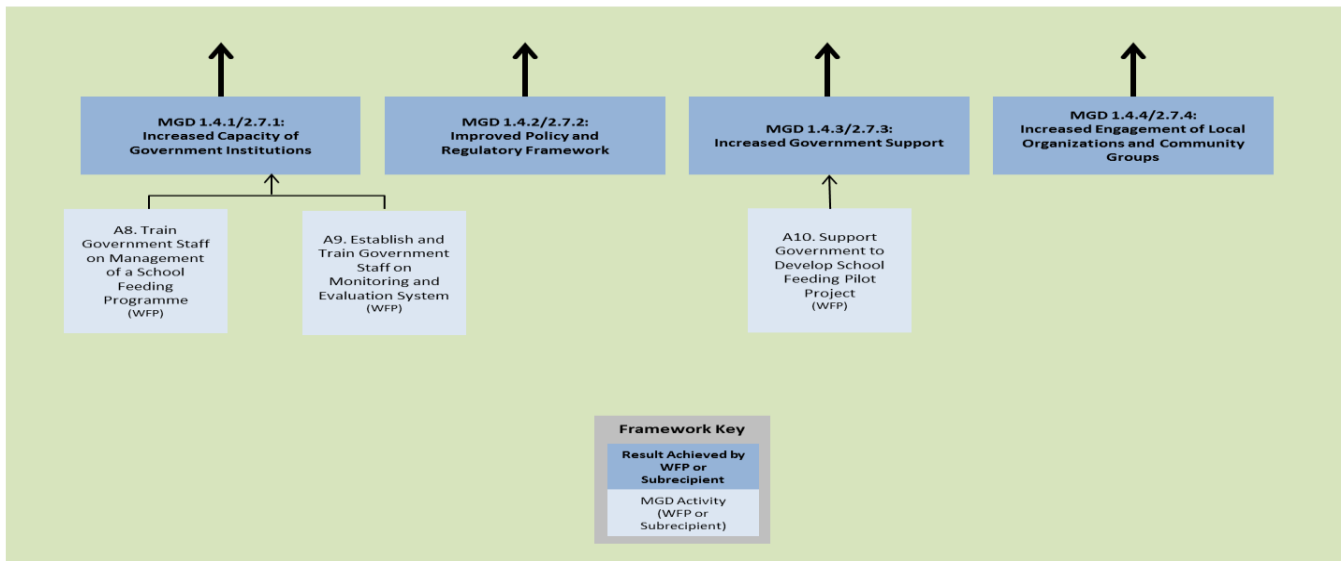 MGD 1.4.1/2.7.1:
Increased Capacity of
Government Institutions
MGD 1.4.2/2.7.2:
Improved Policy and
Regulatory Framework
MGD 1.4.3/2.7.3:
Increased Government Support
MGD 1.4.4/2.7.4:
Increased Engagement of Local
Organizations and Community
Groups
A8. Train
Government Staff
on Management
of a School
Feeding
Programme
(WFP)
A9. Establish and
Train Government
Staff on
Monitoring and
Evaluation System
(WFP)
A10. Support
Government to
Develop School
Feeding Pilot
Project
(WFP)
Framework Key
Result Achieved by
WFP or
Subrecipient
MGD Activity
(WFP or
Subrecipient)